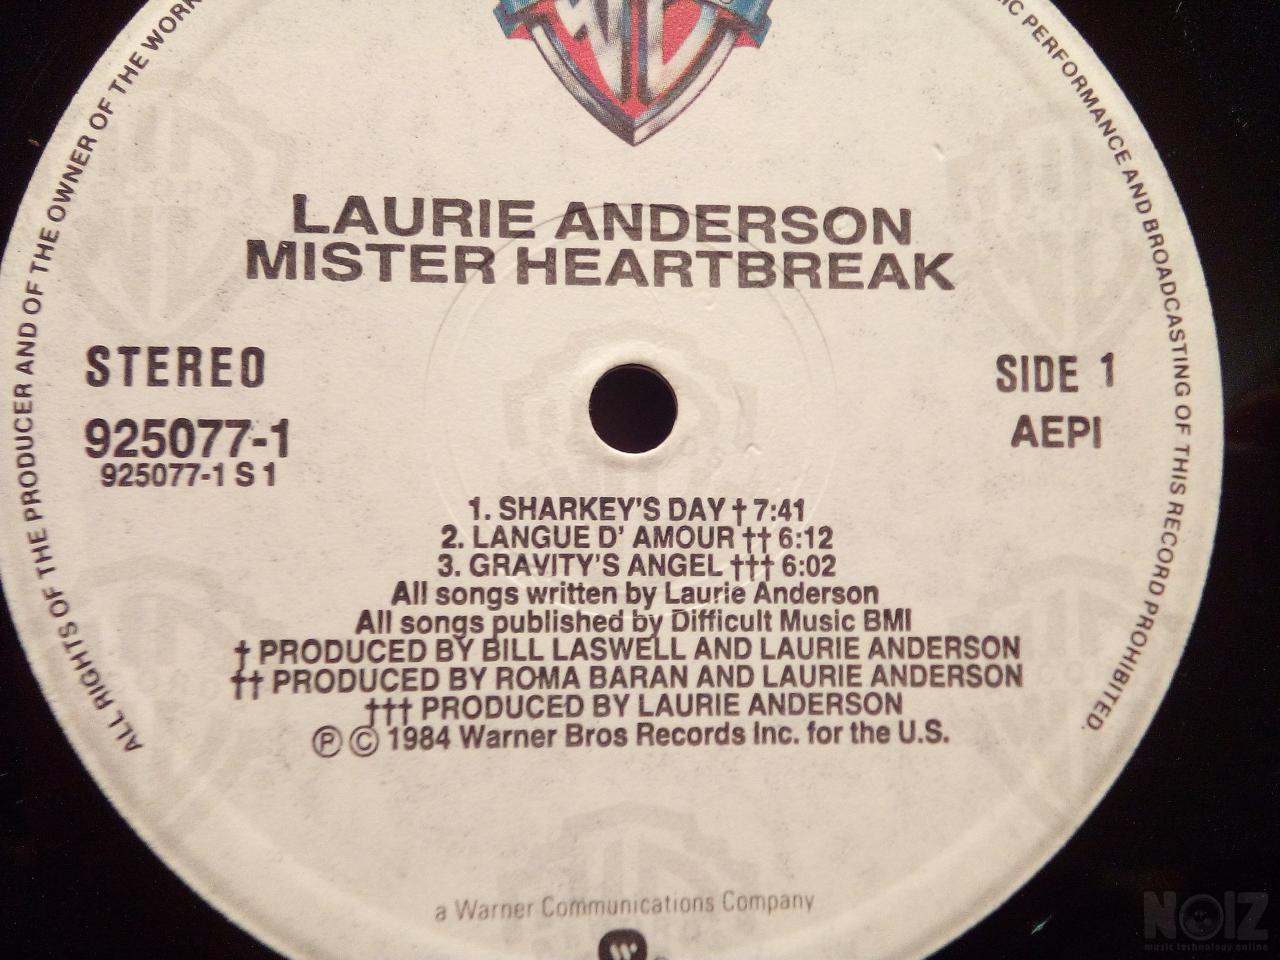 ALL RIGHTS OF THE PRODUCER AND OF THE OWNER OF THE WORK
PERFORMANCE AND BROADCASTING OF THIS RECORD PROHIBITED.
LAURIE ANDERSON
MISTER HEARTBREAK
STEREO
925077-1
925077-1 S 1
SIDE 1
AEPI
1. SHARKEY'S DAY † 7:41
2. LANGUE D' AMOUR †† 6:12
3. GRAVITY'S ANGEL ††† 6:02
All songs written by Laurie Anderson
All songs published by Difficult Music BMI
† PRODUCED BY BILL LASWELL AND LAURIE ANDERSON
†† PRODUCED BY ROMA BARAN AND LAURIE ANDERSON
††† PRODUCED BY LAURIE ANDERSON
℗ © 1984 Warner Bros Records Inc. for the U.S.
a Warner Communications Company
NOIZ
music technology online